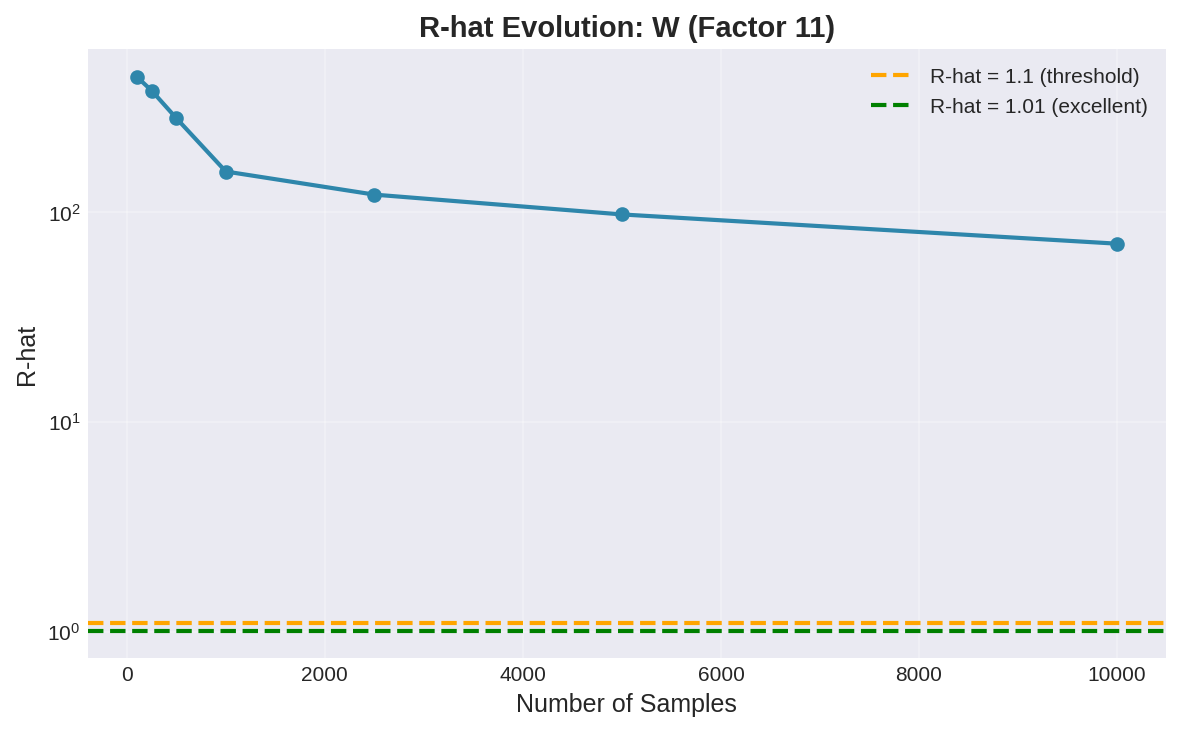 R-hat Evolution: W (Factor 11)
R-hat = 1.1 (threshold)
R-hat = 1.01 (excellent)
10²
10¹
10⁰
R-hat
0 2000 4000 6000 8000 10000
Number of Samples